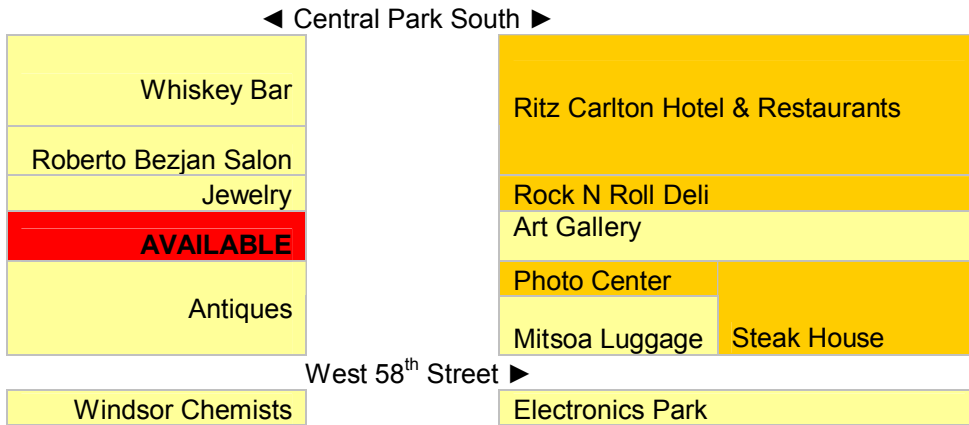 ◄ Central Park South ►
Whiskey Bar
Ritz Carlton Hotel & Restaurants
Roberto Bezjan Salon
Jewelry
Rock N Roll Deli
AVAILABLE
Art Gallery
Antiques
Photo Center
Mitsoa Luggage
Steak House
West 58th Street ►
Windsor Chemists
Electronics Park